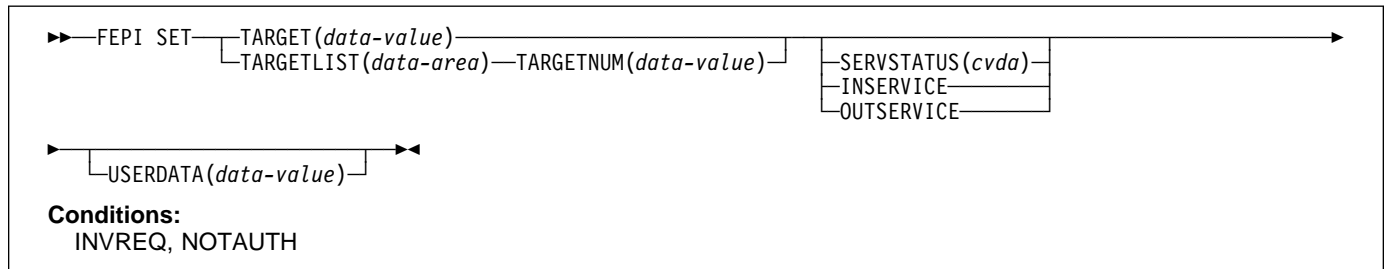 FEPI SET TARGET(data-value)
TARGETLIST(data-area) TARGETNUM(data-value) SERVSTATUS(cvda)
INSERVICE
OUTSERVICE
USERDATA(data-value)
Conditions:
INVREQ, NOTAUTH